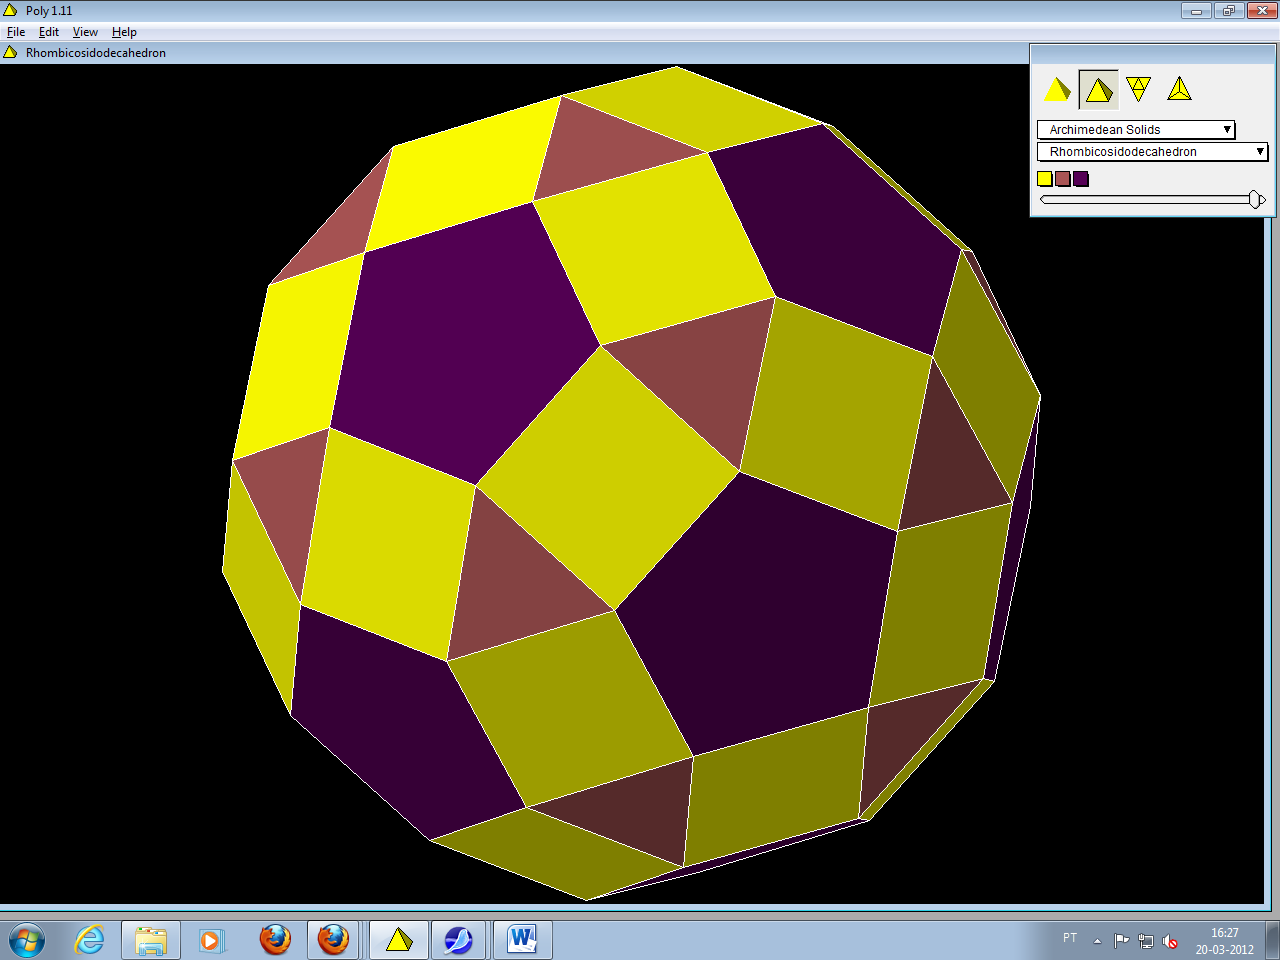 Poly 1.11
File Edit View Help
Rhombicosidodecahedron
Archimedean Solids
Rhombicosidodecahedron
PT
16:27
20-03-2012